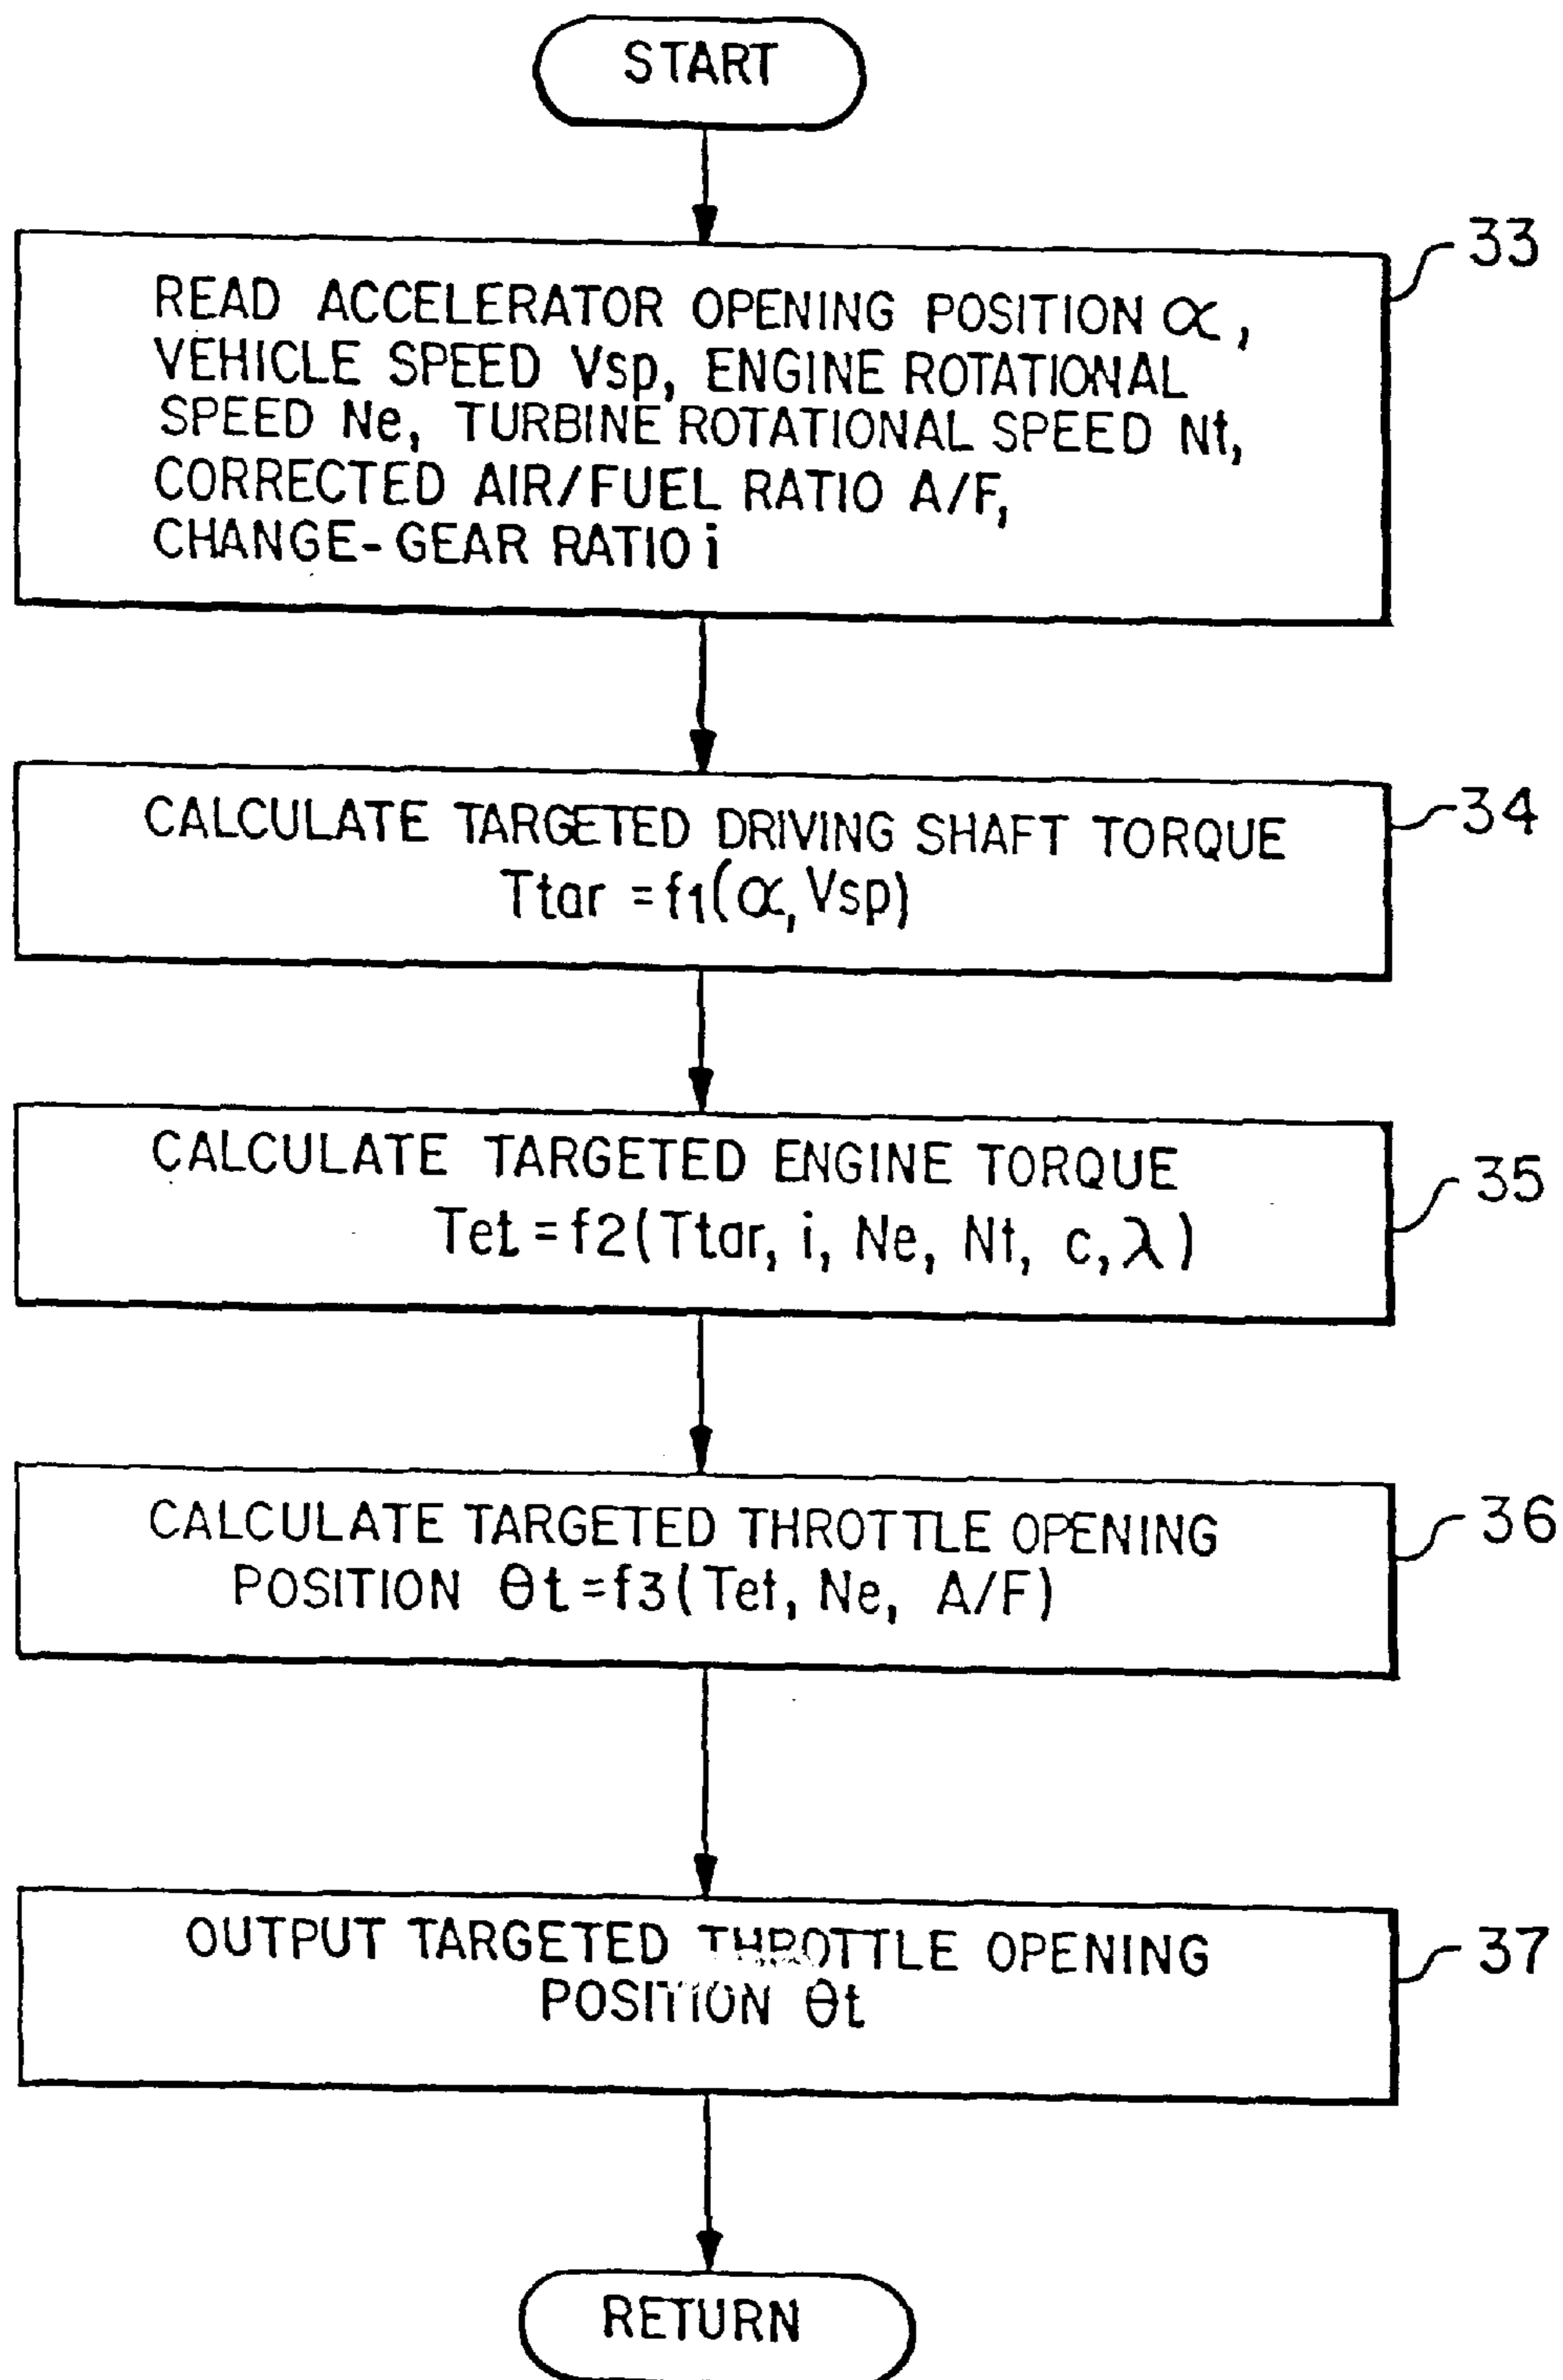 START
33
READ ACCELERATOR OPENING POSITION α,
VEHICLE SPEED Vsp, ENGINE ROTATIONAL
SPEED Ne, TURBINE ROTATIONAL SPEED Nt,
CORRECTED AIR/FUEL RATIO A/F,
CHANGE-GEAR RATIO i
34
CALCULATE TARGETED DRIVING SHAFT TORQUE
Ttar = f1(α, Vsp)
35
CALCULATE TARGETED ENGINE TORQUE
Tet = f2(Ttar, i, Ne, Nt, c, λ)
36
CALCULATE TARGETED THROTTLE OPENING
POSITION θt = f3(Tet, Ne, A/F)
37
OUTPUT TARGETED THROTTLE OPENING
POSITION θt
RETURN